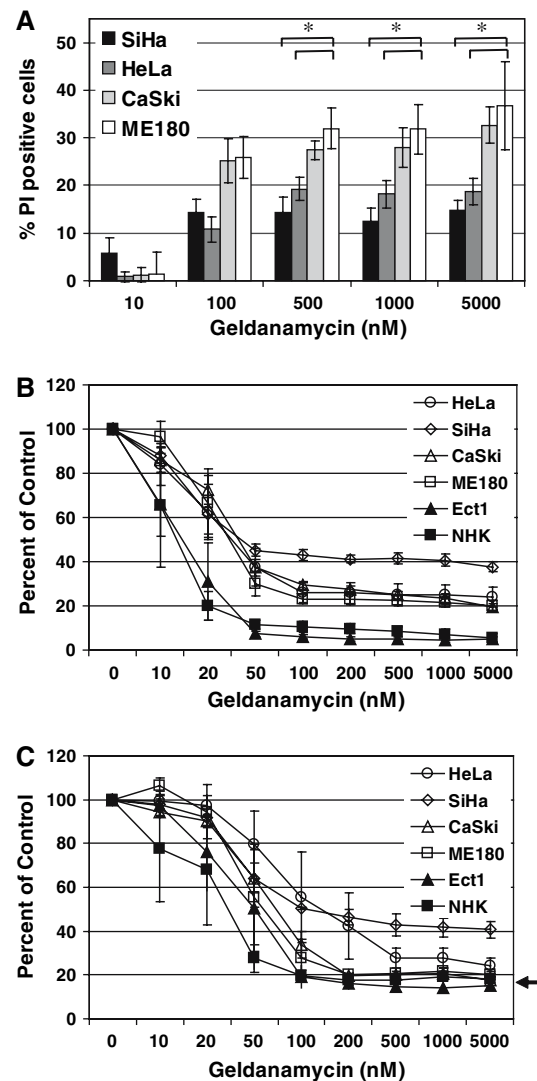 A
% PI positive cells
50
40
30
20
10
0
SiHa
HeLa
CaSki
ME180
* * *
10 100 500 1000 5000
Geldanamycin (nM)
B
Percent of Control
120
100
80
60
40
20
0
HeLa
SiHa
CaSki
ME180
Ect1
NHK
0 10 20 50 100 200 500 1000 5000
Geldanamycin (nM)
C
Percent of Control
120
100
80
60
40
20
0
HeLa
SiHa
CaSki
ME180
Ect1
NHK
0 10 20 50 100 200 500 1000 5000
Geldanamycin (nM)